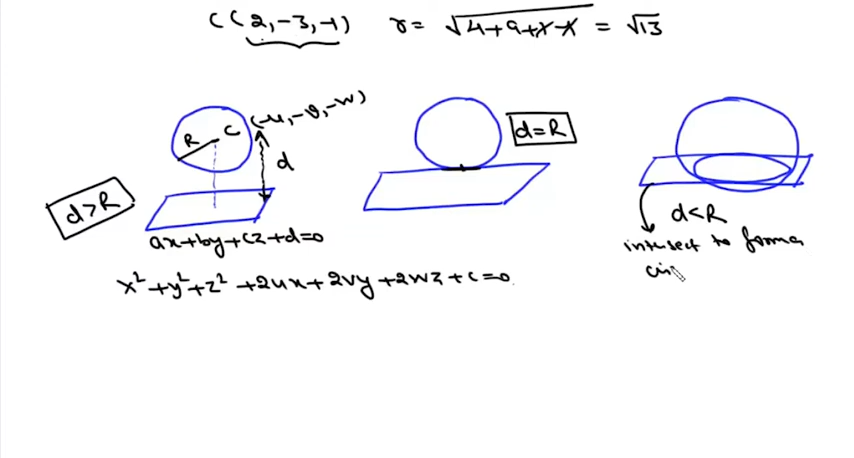 C(2,-3,-1) r = √4+9+1-1 = √13
C (-u, -v, -w)
R
d
d=R
d>R
d<R
ax+by+cz+d=0
intersect to form a
cir
x²+y²+z²+2ux+2vy+2wz+c=0